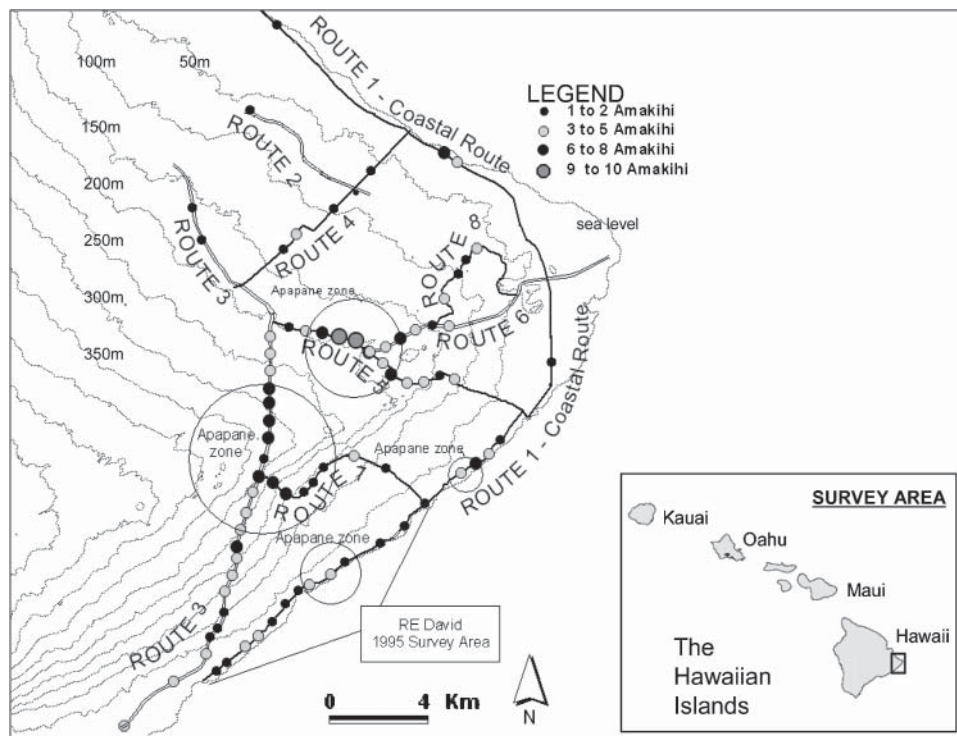 100m
50m
150m
200m
250m
300m
350m
ROUTE 1 - Coastal Route
LEGEND
1 to 2 Amakihi
3 to 5 Amakihi
6 to 8 Amakihi
9 to 10 Amakihi
ROUTE 2
ROUTE 4
ROUTE 3
ROUTE 8
sea level
Apapane zone
ROUTE 6
ROUTE 5
ROUTE 1 - Coastal Route
Apapane
zone
Apapane zone
ROUTE 7
Apapane zone
ROUTE 3
RE David
1995 Survey Area
0 4 Km
N
SURVEY AREA
Kauai
Oahu
Maui
Hawaii
The
Hawaiian
Islands